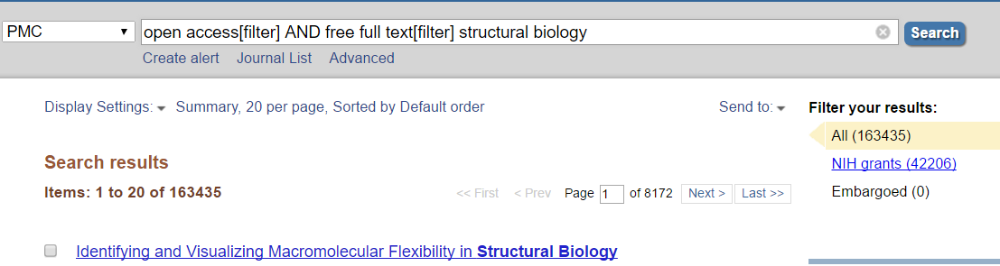 PMC open access[filter] AND free full text[filter] structural biology Search
Create alert Journal List Advanced
Display Settings: Summary, 20 per page, Sorted by Default order Send to: Filter your results:
All (163435)
Search results NIH grants (42206)
Items: 1 to 20 of 163435 << First < Prev Page 1 of 8172 Next > Last >> Embargoed (0)
Identifying and Visualizing Macromolecular Flexibility in Structural Biology